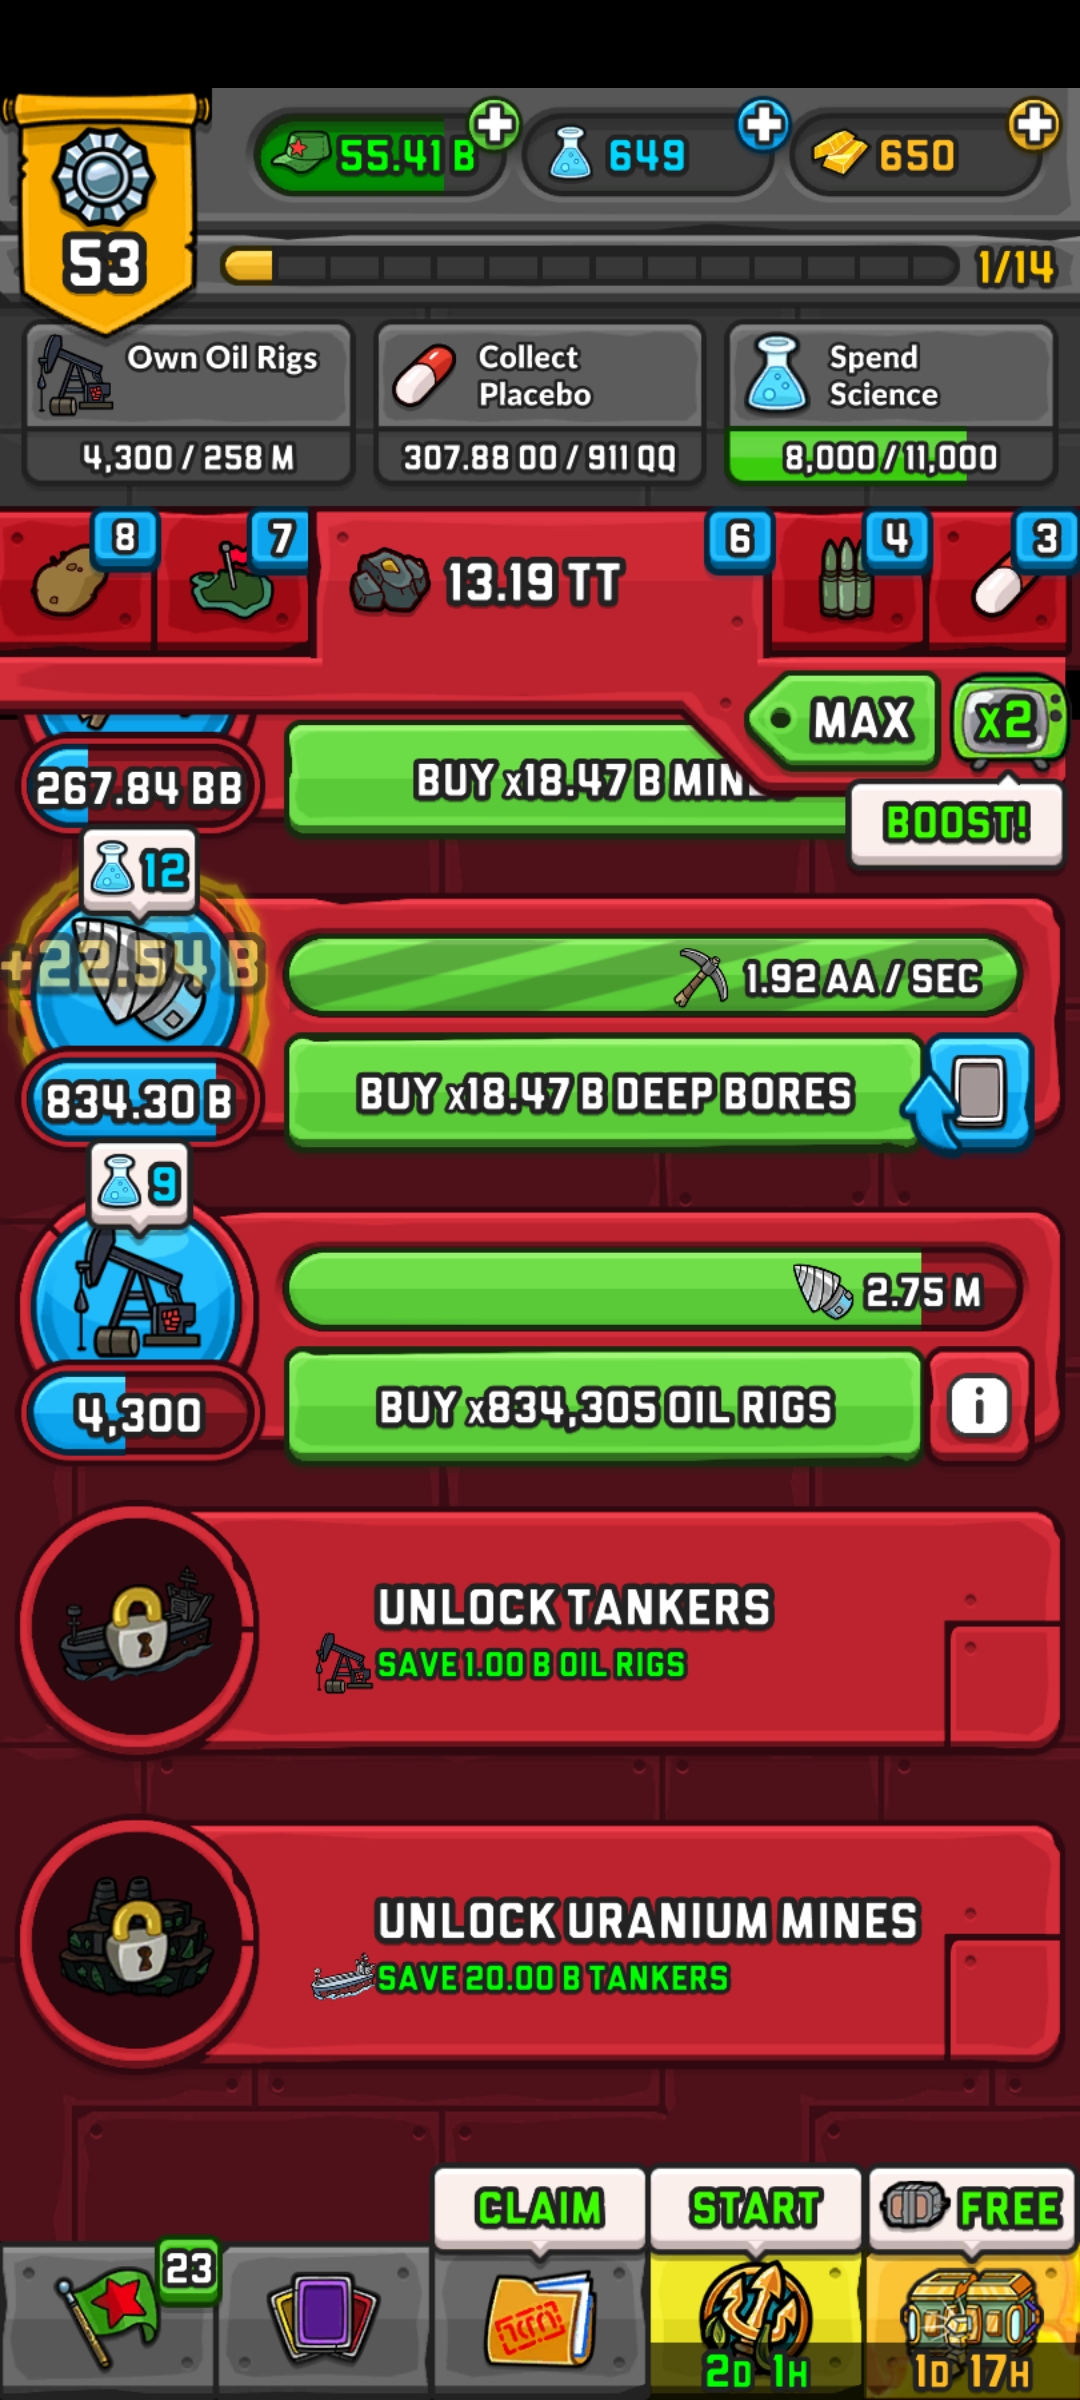 55.41 B
649
650
53
1/14
Own Oil Rigs
4,300 / 258 M
Collect
Placebo
307.88 OO / 911 QQ
Spend
Science
8,000 / 11,000
8
7
13.19 TT
6
4
3
MAX
x2
BOOST!
267.84 BB
BUY x18.47 B
12
+22.54 B
1.92 AA / SEC
834.30 B
BUY x18.47 B DEEP BORES
9
2.75 M
4,300
BUY x834,305 OIL RIGS
i
UNLOCK TANKERS
SAVE 1.00 B OIL RIGS
UNLOCK URANIUM MINES
SAVE 20.00 B TANKERS
CLAIM
START
FREE
23
2D 1H
1D 17H